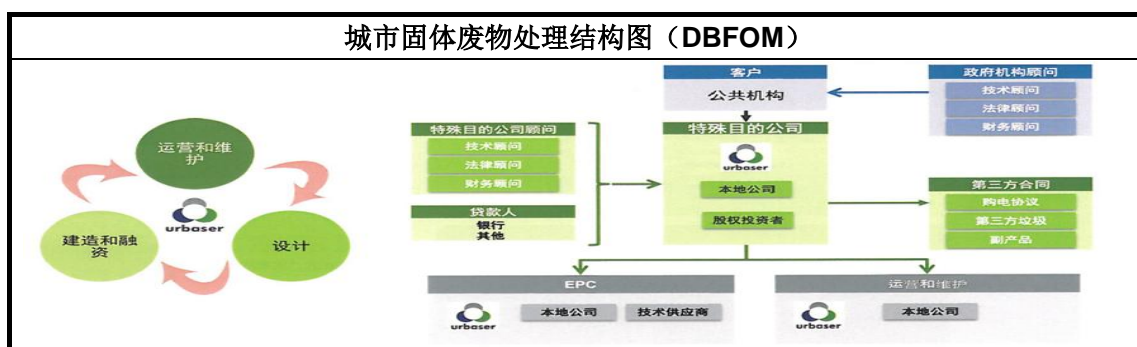 城市固体废物处理结构图（DBFOM）
运营和维
护
建造和融
资
设计
urbaser
客户
公共机构
政府机构顾问
技术顾问
法律顾问
财务顾问
特殊目的公司顾问
技术顾问
法律顾问
财务顾问
贷款人
银行
其他
特殊目的公司
urbaser
本地公司
股权投资者
第三方合同
购电协议
第三方垃圾
副产品
EPC
urbaser
本地公司
技术供应商
运营和维护
urbaser
本地公司